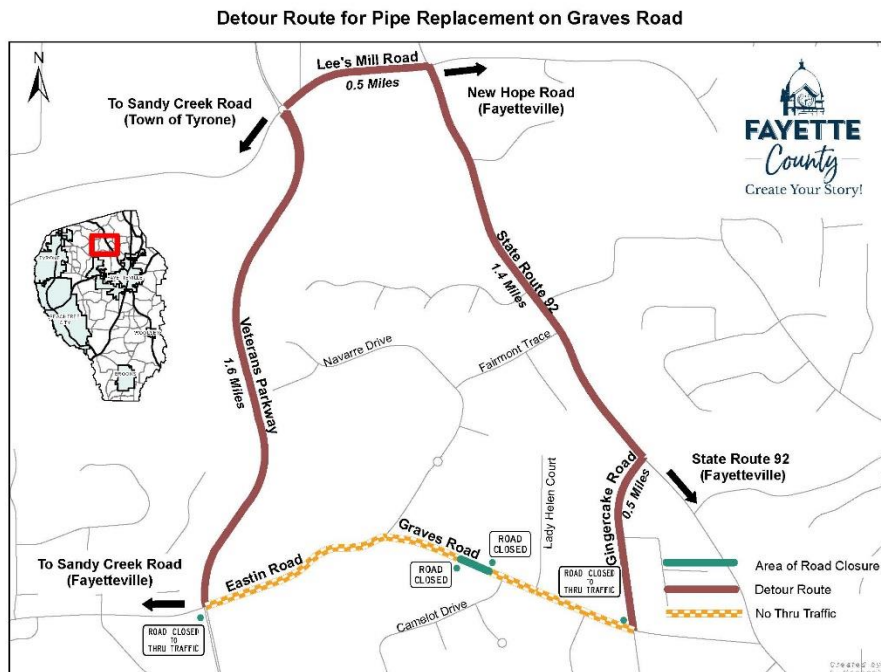 Detour Route for Pipe Replacement on Graves Road
N
Lee's Mill Road
0.5 Miles
To Sandy Creek Road
(Town of Tyrone)
New Hope Road
(Fayetteville)
FAYETTE
County
Create Your Story!
State Route 92
1.4 Miles
Veterans Parkway
1.6 Miles
Navarre Drive
Fairmont Trace
State Route 92
(Fayetteville)
Gingercake Road
0.5 Miles
Lady Helen Court
Graves Road
Eastin Road
ROAD
CLOSED
ROAD
CLOSED
To Sandy Creek Road
(Fayetteville)
ROAD CLOSED
TO
THRU TRAFFIC
Camelot Drive
ROAD CLOSED
TO
THRU TRAFFIC
Area of Road Closure
Detour Route
No Thru Traffic